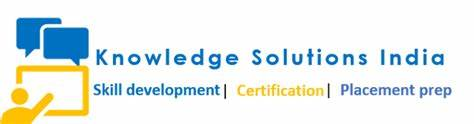 Knowledge Solutions India
Skill development | Certification | Placement prep